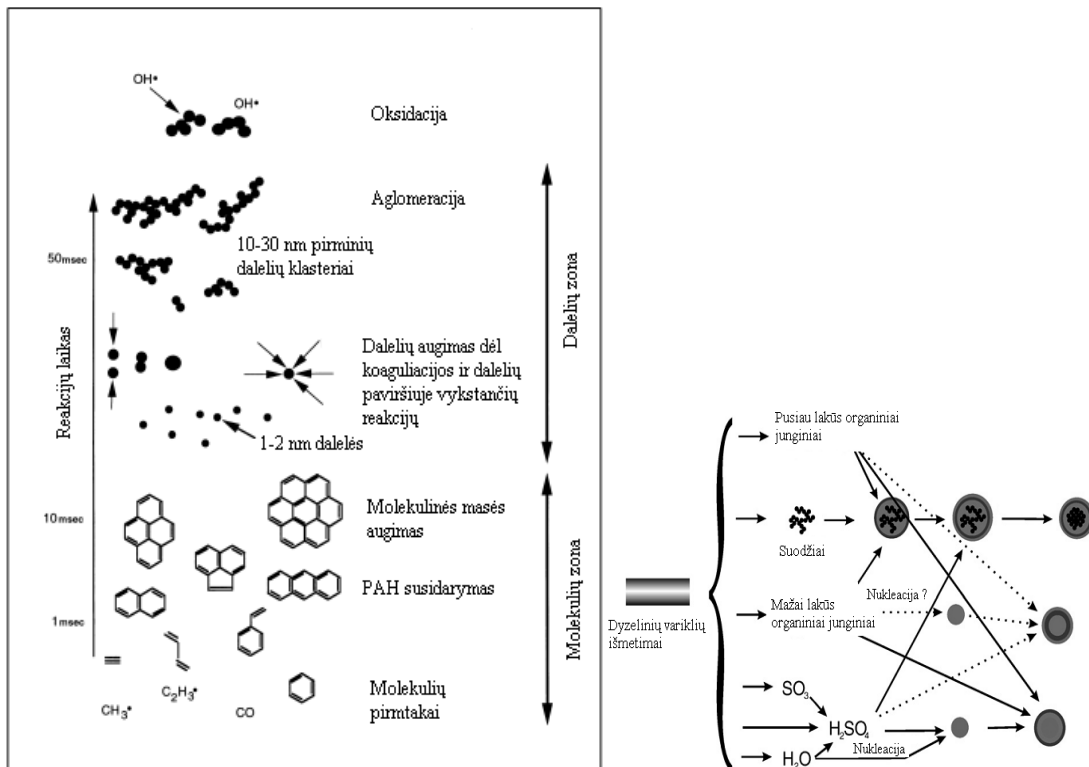 OH•
OH•
Oksidacija
Aglomeracija
10-30 nm pirminių
dalelių klasteriai
50msec
Dalelių augimas dėl
koaguliacijos ir dalelių
paviršiuje vykstančių
reakcijų
1-2 nm dalelės
Dalelių zona
Reakcijų laikas
Molekulinės masės
augimas
10msec
PAH susidarymas
1msec
Molekulių
pirmtakai
C₂H₃•
CH₃•
CO
Molekulių zona
Pusiau lakūs organiniai
junginiai
Suodžiai
Dyzelinių variklių
išmetimai
Nukleacija ?
Mažai lakūs
organiniai junginiai
SO₃
H₂SO₄
Nukleacija
H₂O